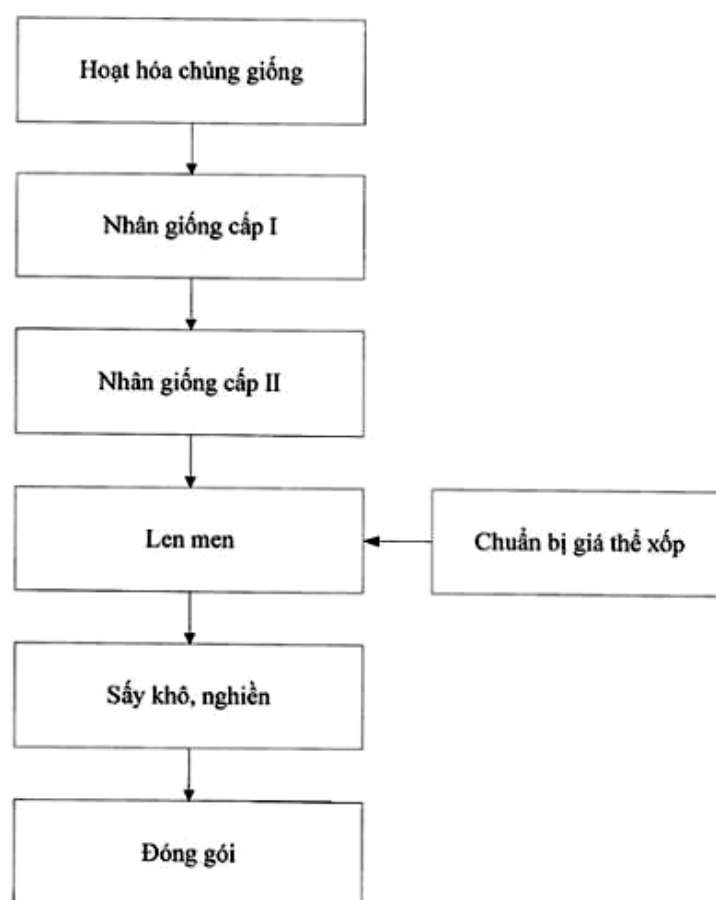 Hoạt hóa chủng giống
Nhân giống cấp I
Nhân giống cấp II
Len men
Chuẩn bị giá thể xốp
Sấy khô, nghiền
Đóng gói